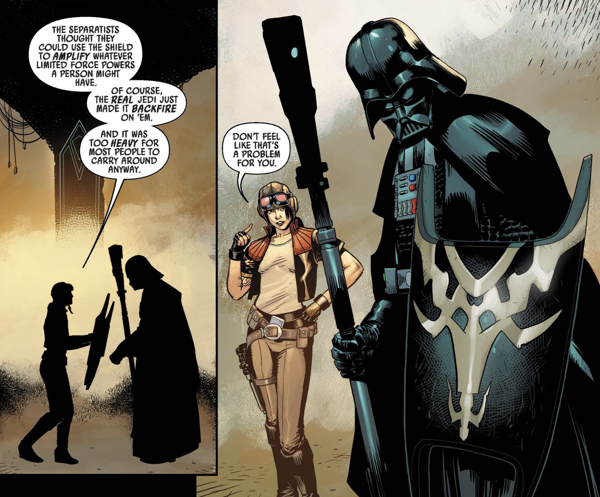 THE SEPARATISTS
THOUGHT THEY
COULD USE THE SHIELD
TO AMPLIFY WHATEVER
LIMITED FORCE POWERS
A PERSON MIGHT
HAVE.
OF COURSE,
THE REAL JEDI JUST
MADE IT BACKFIRE
ON 'EM.
AND IT WAS
TOO HEAVY FOR
MOST PEOPLE TO
CARRY AROUND
ANYWAY.
DON'T FEEL
LIKE THAT'S
A PROBLEM
FOR YOU.